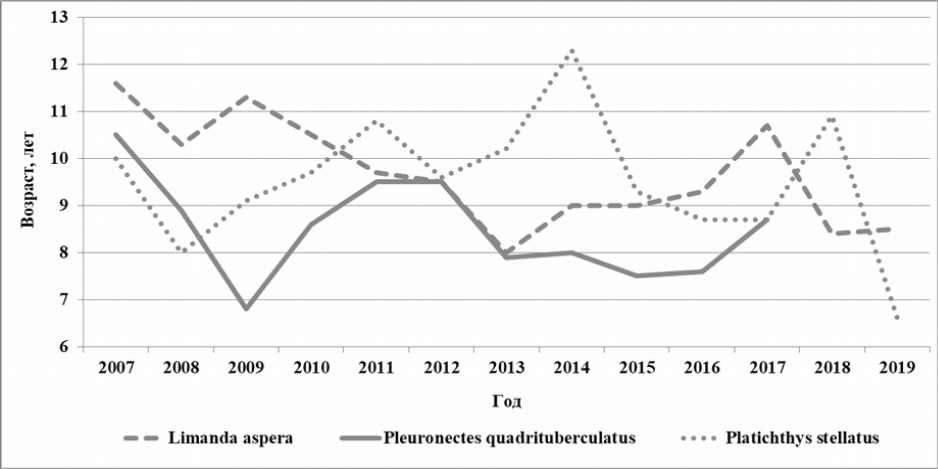 13
12
11
10
9
8
7
6
Возраст, лет
2007 2008 2009 2010 2011 2012 2013 2014 2015 2016 2017 2018 2019
Год
Limanda aspera Pleuronectes quadrituberculatus Platichthys stellatus